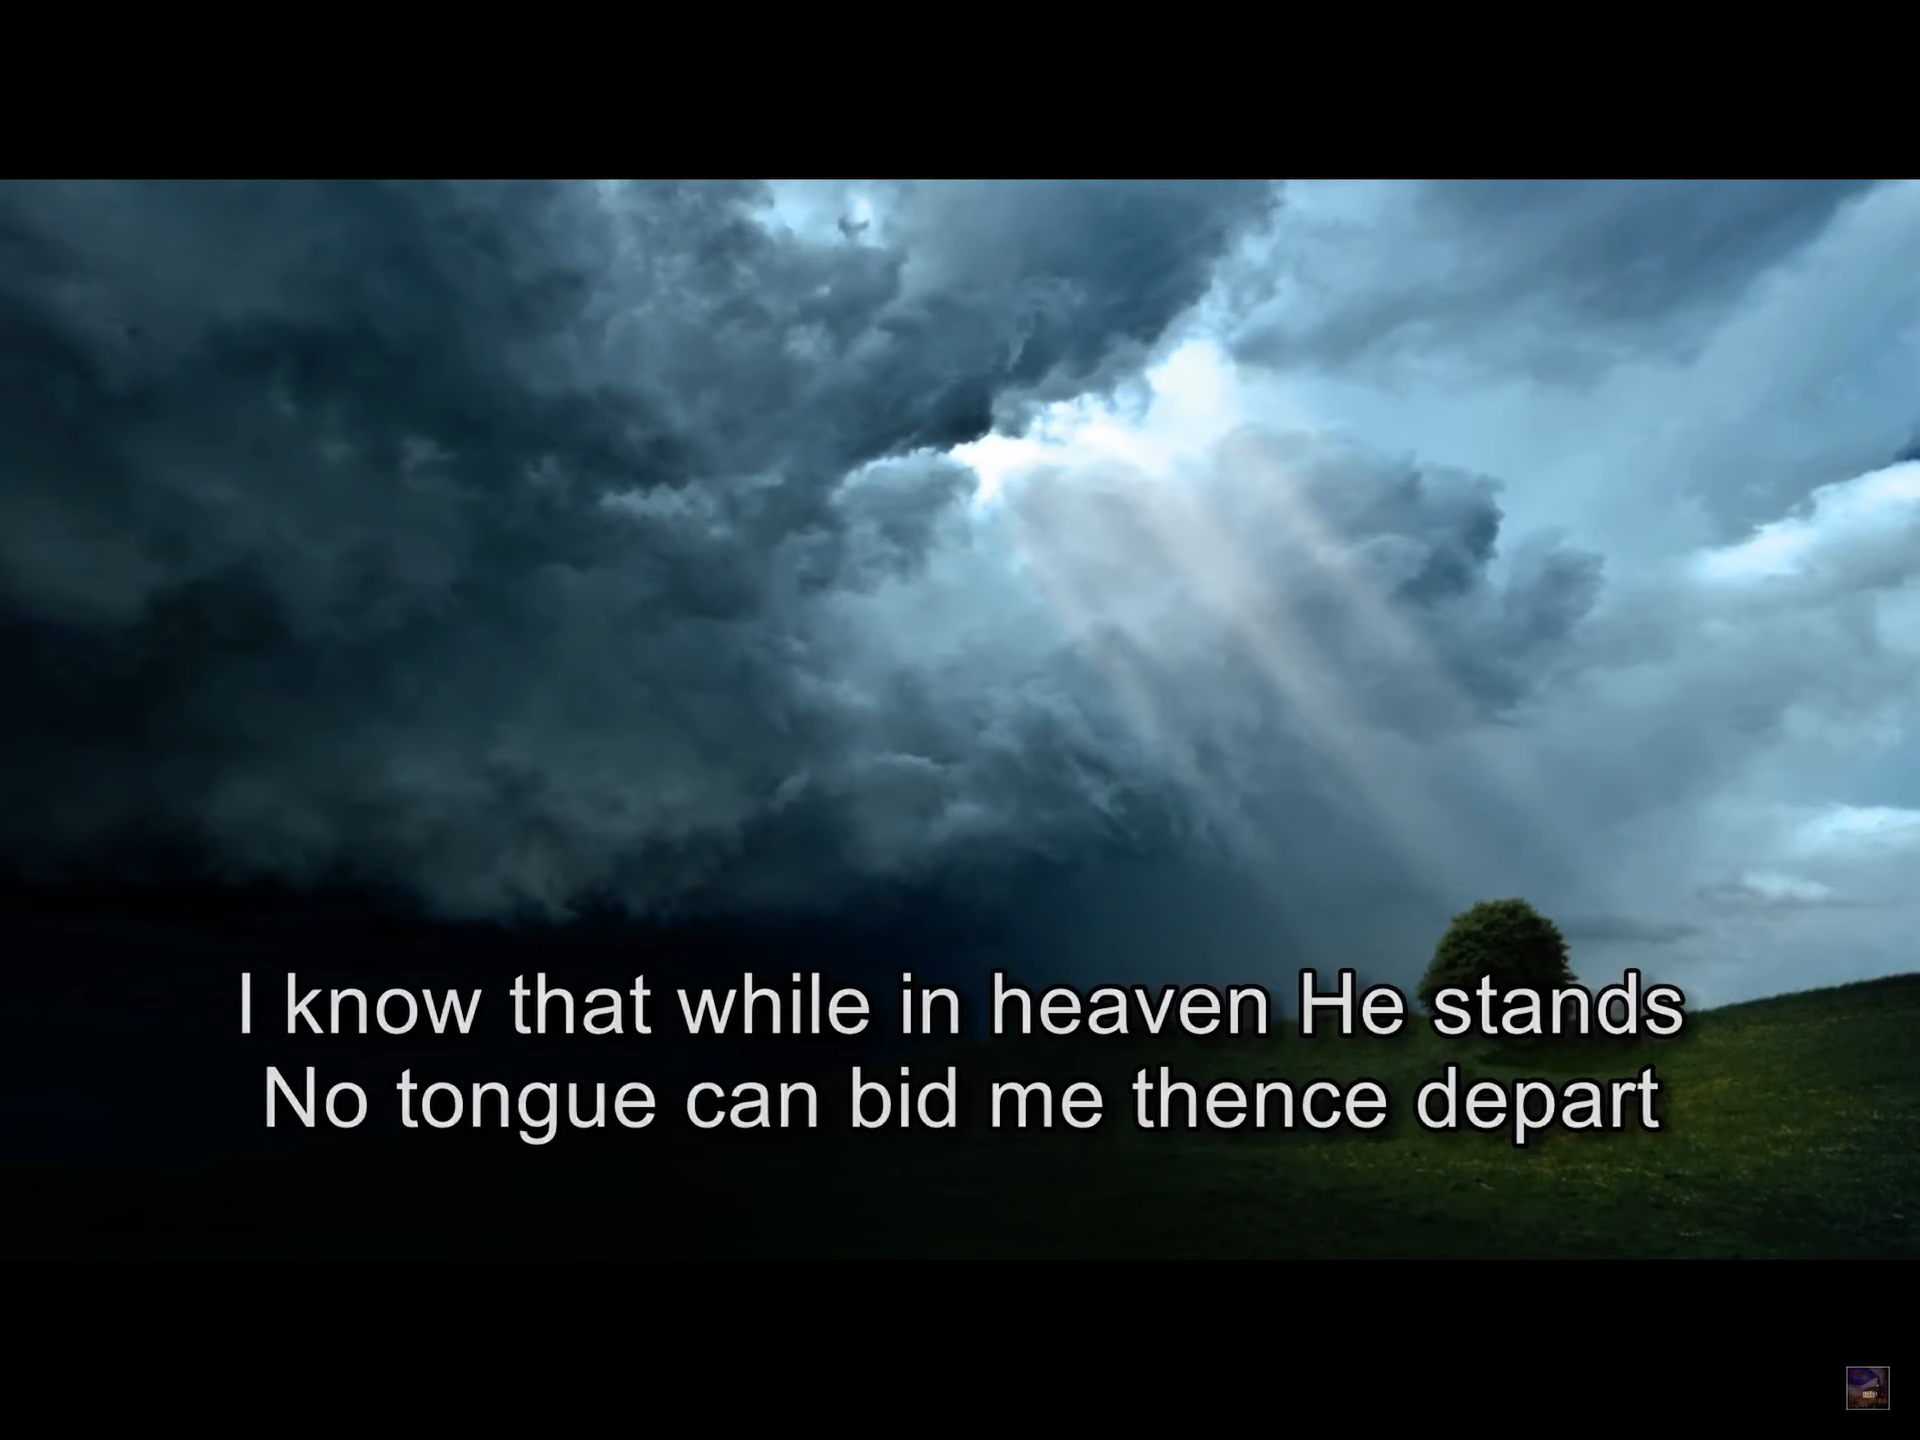 I know that while in heaven He stands
No tongue can bid me thence depart